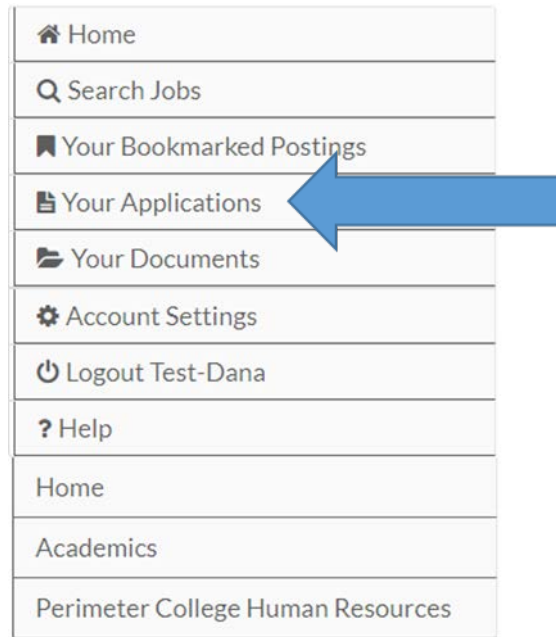 Home
Search Jobs
Your Bookmarked Postings
Your Applications
Your Documents
Account Settings
Logout Test-Dana
? Help
Home
Academics
Perimeter College Human Resources